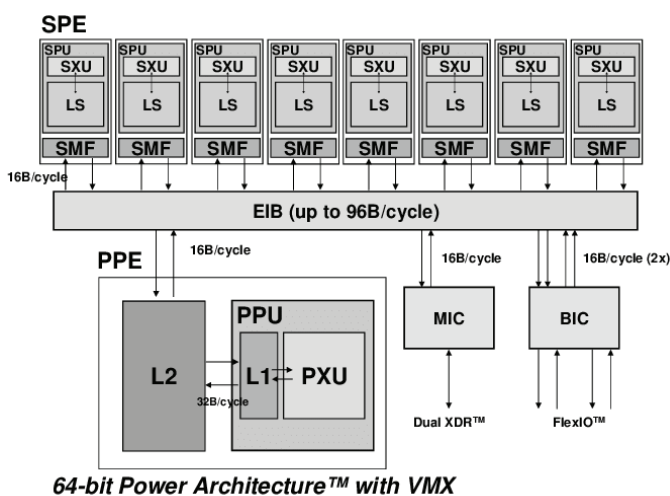 SPE
SPU SPU SPU SPU SPU SPU SPU SPU
SXU SXU SXU SXU SXU SXU SXU SXU
LS LS LS LS LS LS LS LS
SMF SMF SMF SMF SMF SMF SMF SMF
16B/cycle
EIB (up to 96B/cycle)
PPE
16B/cycle
16B/cycle
16B/cycle (2x)
PPU
MIC
BIC
L2
L1
PXU
32B/cycle
Dual XDR™
FlexIO™
64-bit Power Architecture™ with VMX